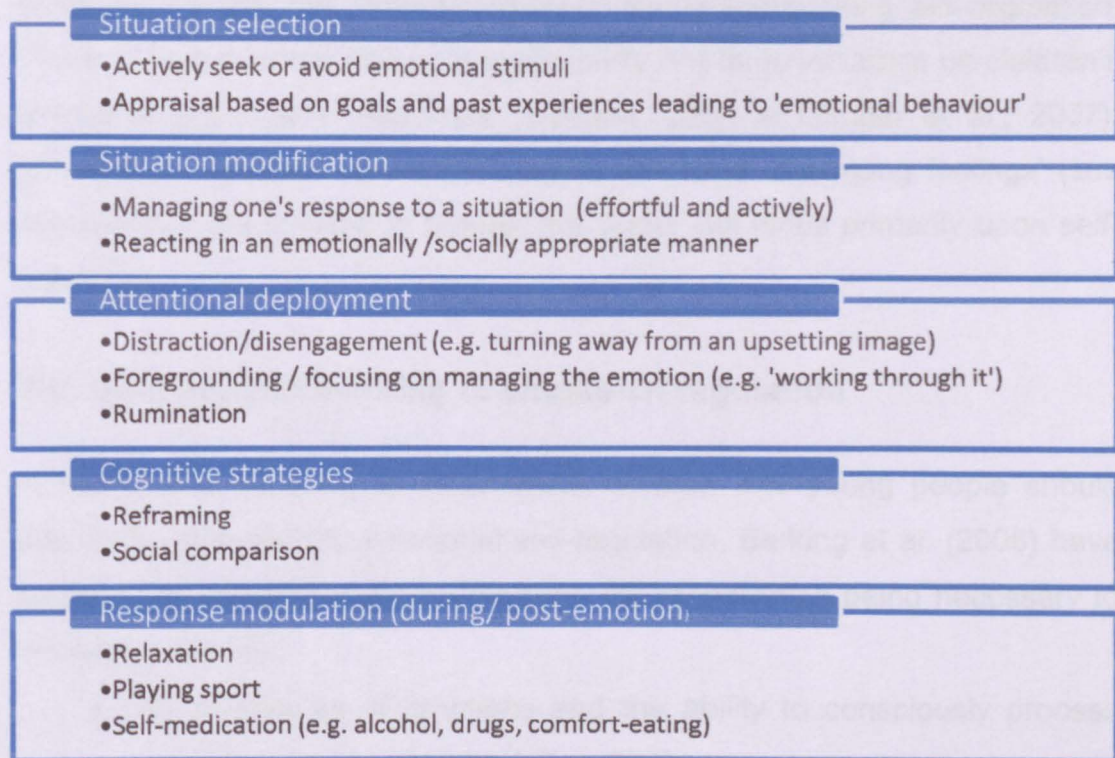 Situation selection
•Actively seek or avoid emotional stimuli
•Appraisal based on goals and past experiences leading to 'emotional behaviour'
Situation modification
•Managing one's response to a situation (effortful and actively)
•Reacting in an emotionally /socially appropriate manner
Attentional deployment
•Distraction/disengagement (e.g. turning away from an upsetting image)
•Foregrounding / focusing on managing the emotion (e.g. 'working through it')
•Rumination
Cognitive strategies
•Reframing
•Social comparison
Response modulation (during/ post-emotion,
•Relaxation
•Playing sport
•Self-medication (e.g. alcohol, drugs, comfort-eating)